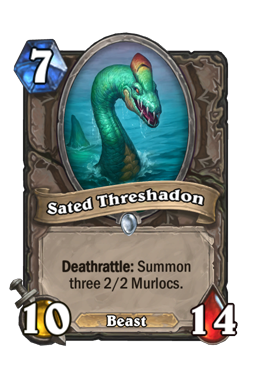 7
Sated Threshadon
Deathrattle: Summon
three 2/2 Murlocs.
10
Beast
14